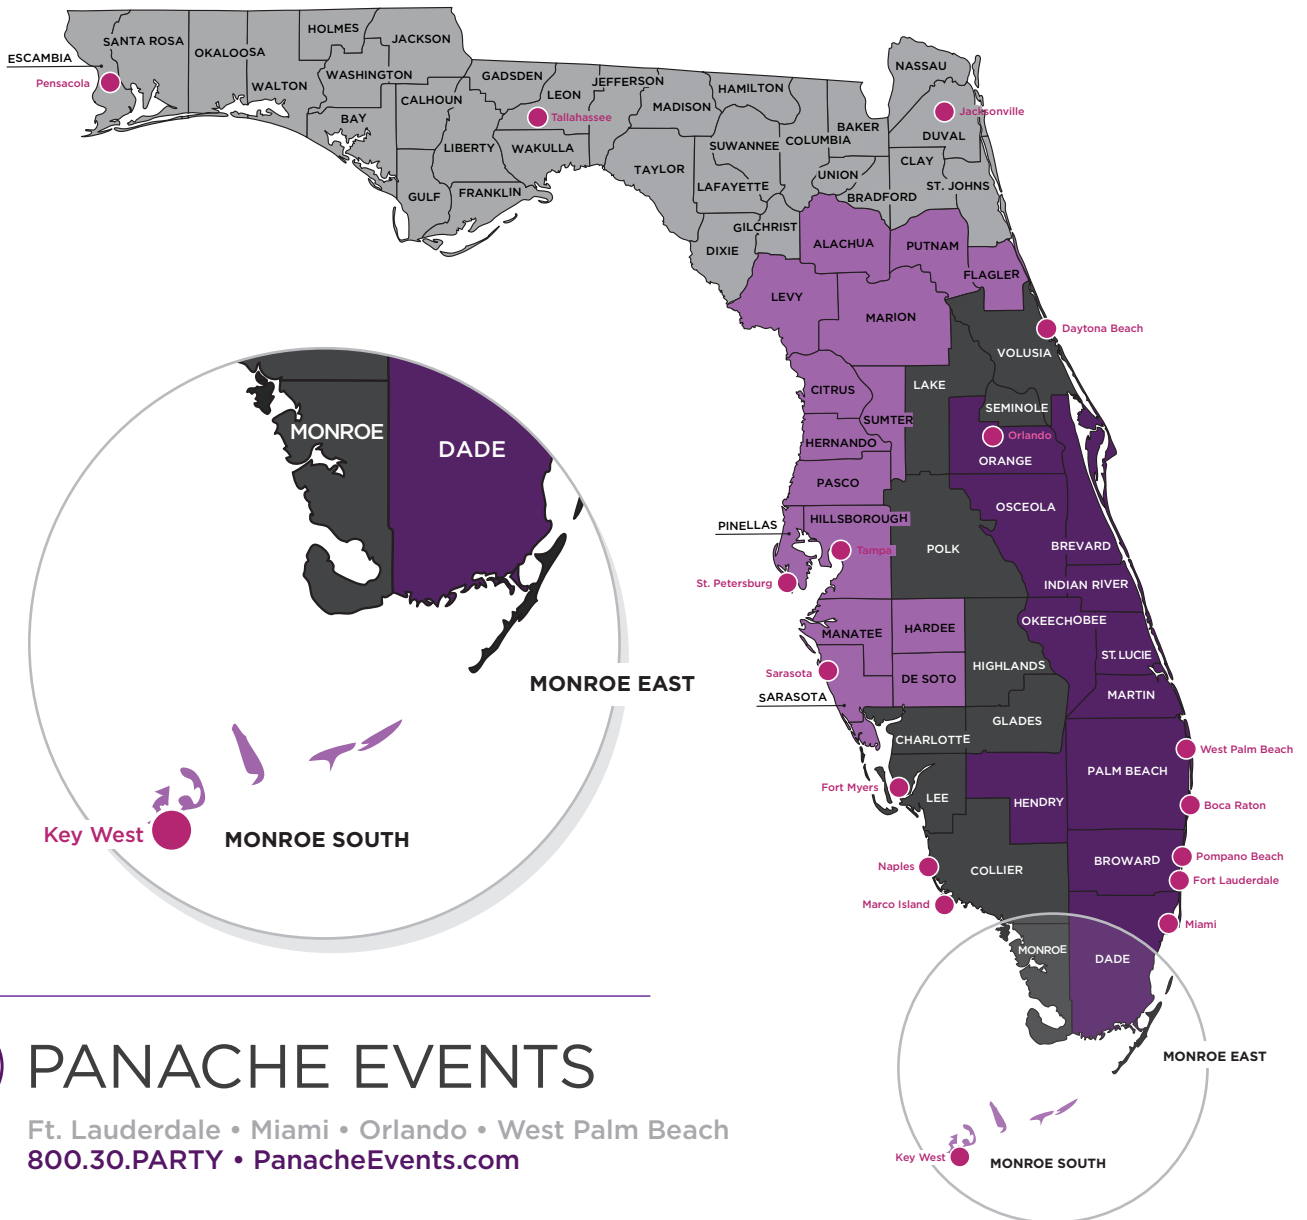 HOLMES
SANTA ROSA
JACKSON
OKALOOSA
ESCAMBIA
NASSAU
WASHINGTON
GADSDEN
JEFFERSON
Pensacola
WALTON
HAMILTON
LEON
CALHOUN
MADISON
Jacksonville
Tallahassee
BAY
BAKER
DUVAL
COLUMBIA
SUWANNEE
LIBERTY
WAKULLA
CLAY
TAYLOR
UNION
LAFAYETTE
ST. JOHNS
FRANKLIN
GULF
BRADFORD
GILCHRIST
ALACHUA
PUTNAM
DIXIE
FLAGLER
LEVY
MARION
Daytona Beach
VOLUSIA
LAKE
CITRUS
SEMINOLE
SUMTER
MONROE
Orlando
HERNANDO
DADE
ORANGE
PASCO
OSCEOLA
HILLSBOROUGH
PINELLAS
BREVARD
POLK
Tampa
St. Petersburg
INDIAN RIVER
OKEECHOBEE
HARDEE
MANATEE
ST. LUCIE
HIGHLANDS
Sarasota
DE SOTO
MONROE EAST
MARTIN
SARASOTA
GLADES
CHARLOTTE
West Palm Beach
PALM BEACH
Fort Myers
LEE
HENDRY
Boca Raton
Key West
MONROE SOUTH
Pompano Beach
BROWARD
Naples
COLLIER
Fort Lauderdale
Marco Island
Miami
MONROE
DADE
MONROE EAST
PANACHE EVENTS
Ft. Lauderdale • Miami • Orlando • West Palm Beach
800.30.PARTY • PanacheEvents.com
Key West
MONROE SOUTH